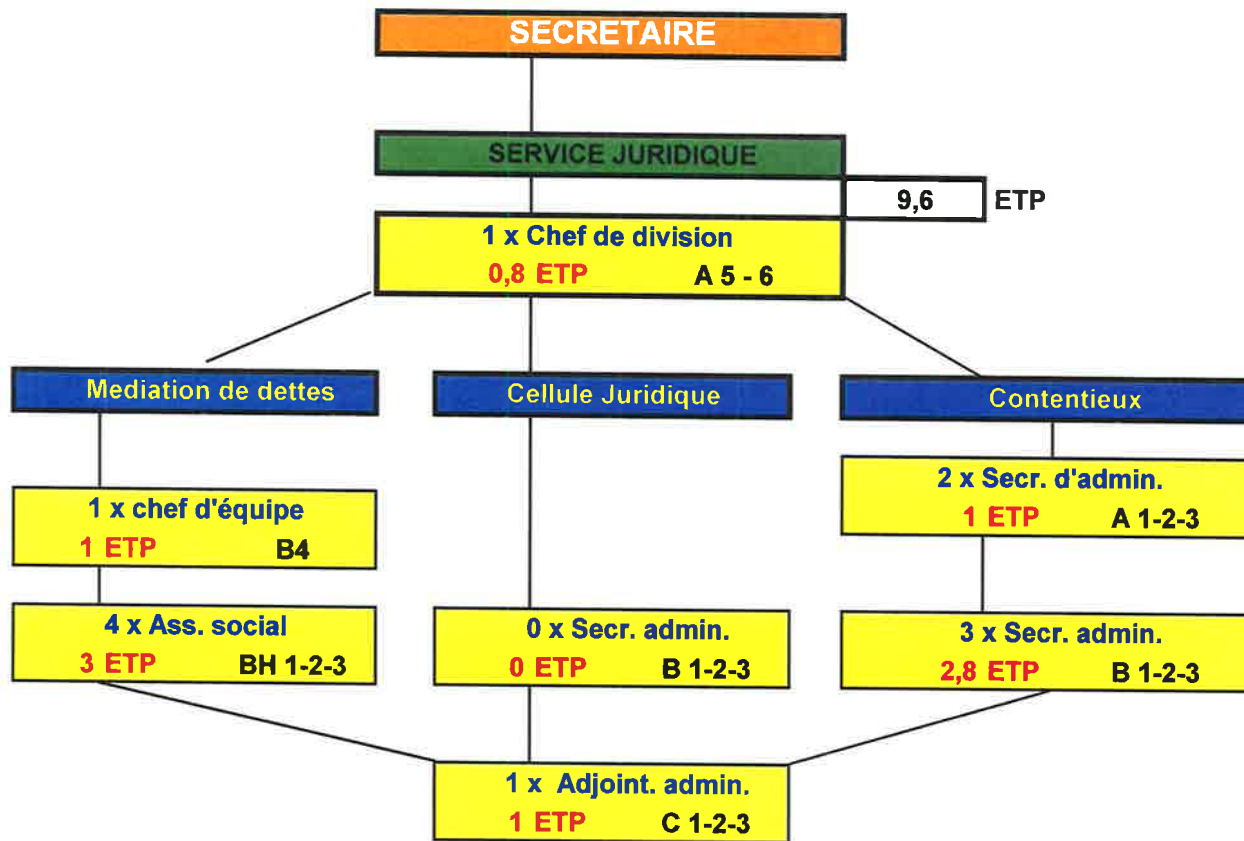 SECRETAIRE
SERVICE JURIDIQUE
9,6 ETP
1 x Chef de division
0,8 ETP A 5 - 6
Mediation de dettes
Cellule Juridique
Contentieux
1 x chef d'équipe
1 ETP B4
2 x Secr. d'admin.
1 ETP A 1-2-3
4 x Ass. social
3 ETP BH 1-2-3
0 x Secr. admin.
0 ETP B 1-2-3
3 x Secr. admin.
2,8 ETP B 1-2-3
1 x Adjoint. admin.
1 ETP C 1-2-3